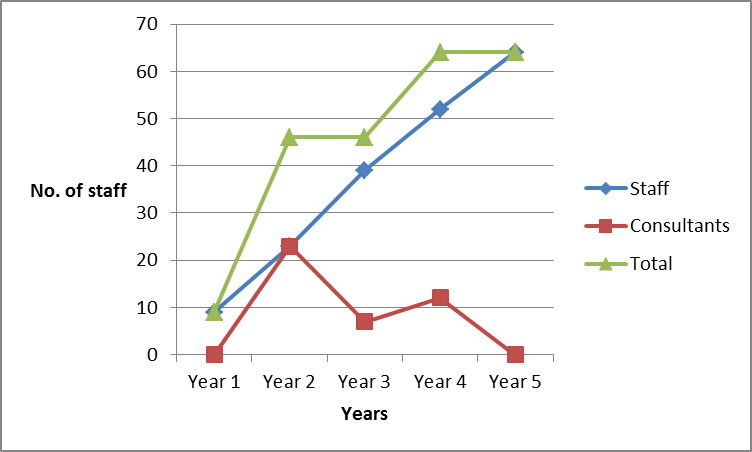 70
60
50
40
30
20
10
0
No. of staff
Year 1 Year 2 Year 3 Year 4 Year 5
Years
Staff
Consultants
Total